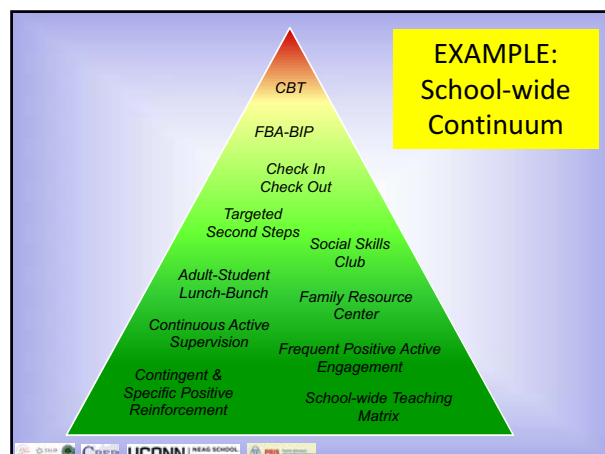 EXAMPLE:
School-wide
Continuum
CBT
FBA-BIP
Check In
Check Out
Targeted
Second Steps
Social Skills
Club
Adult-Student
Lunch-Bunch
Family Resource
Center
Continuous Active
Supervision
Frequent Positive Active
Engagement
Contingent &
Specific Positive
Reinforcement
School-wide Teaching
Matrix
UCONN | NEAG SCHOOL
PBIS